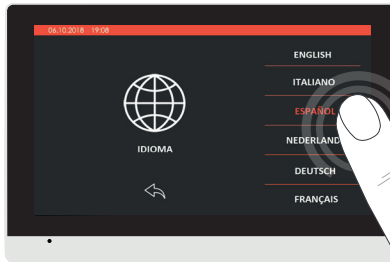 06.10.2018 19:08
ENGLISH
ITALIANO
ESPAÑOL
IDIOMA
NEDERLAND
DEUTSCH
FRANÇAIS